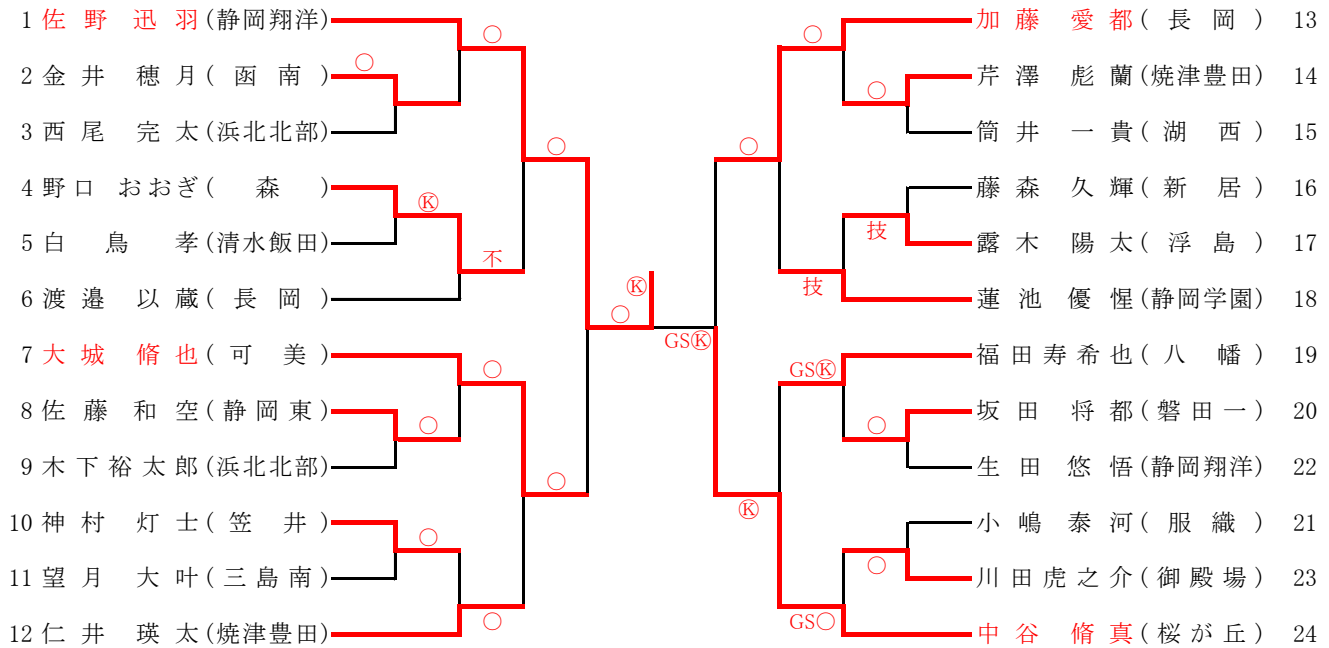 1 佐野 迅羽 (静岡翔洋)
2 金井 穂月 (函南)
3 西尾 完太 (浜北北部)
4 野口 おおぎ (森)
5 白鳥 孝 (清水飯田)
6 渡邉 以蔵 (長岡)
7 大城 脩也 (可美)
8 佐藤 和空 (静岡東)
9 木下裕太郎 (浜北北部)
10 神村 灯士 (笠井)
11 望月 大叶 (三島南)
12 仁井 瑛太 (焼津豊田)
○
○
Ⓚ
不
○
○
○
○
○
○
○
Ⓚ
GSⓀ
○
○
○
技
技
GSⓀ
○
Ⓚ
○
GS○
加藤愛都 (長岡) 13
芹澤彪蘭 (焼津豊田) 14
筒井一貴 (湖西) 15
藤森久輝 (新居) 16
露木陽太 (浮島) 17
蓮池優惺 (静岡学園) 18
福田寿希也 (八幡) 19
坂田将都 (磐田一) 20
生田悠悟 (静岡翔洋) 22
小嶋泰河 (服織) 21
川田虎之介 (御殿場) 23
中谷脩真 (桜が丘) 24